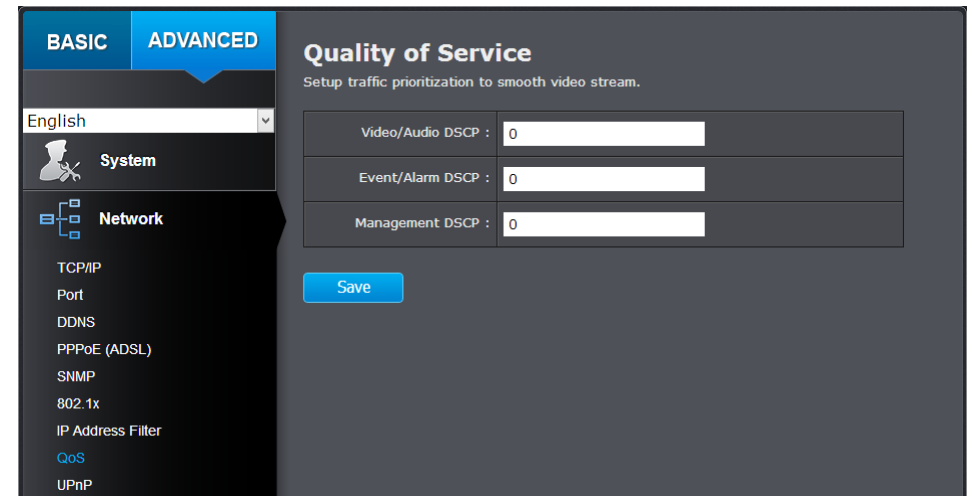 BASIC
ADVANCED
English
System
Network
TCP/IP
Port
DDNS
PPPoE (ADSL)
SNMP
802.1x
IP Address Filter
QoS
UPnP
Quality of Service
Setup traffic prioritization to smooth video stream.
Video/Audio DSCP : 0
Event/Alarm DSCP : 0
Management DSCP : 0
Save